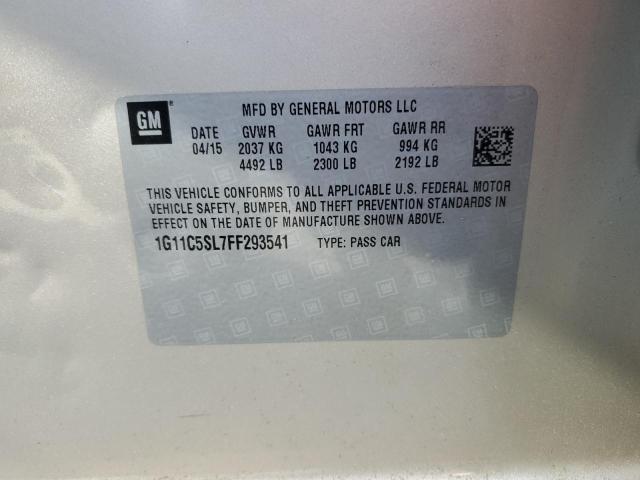 GM ® MFD BY GENERAL MOTORS LLC
DATE GVWR GAWR FRT GAWR RR
04/15 2037 KG 1043 KG 994 KG
4492 LB 2300 LB 2192 LB
THIS VEHICLE CONFORMS TO ALL APPLICABLE U.S. FEDERAL MOTOR
VEHICLE SAFETY, BUMPER, AND THEFT PREVENTION STANDARDS IN
EFFECT ON THE DATE OF MANUFACTURE SHOWN ABOVE.
1G11C5SL7FF293541 TYPE: PASS CAR